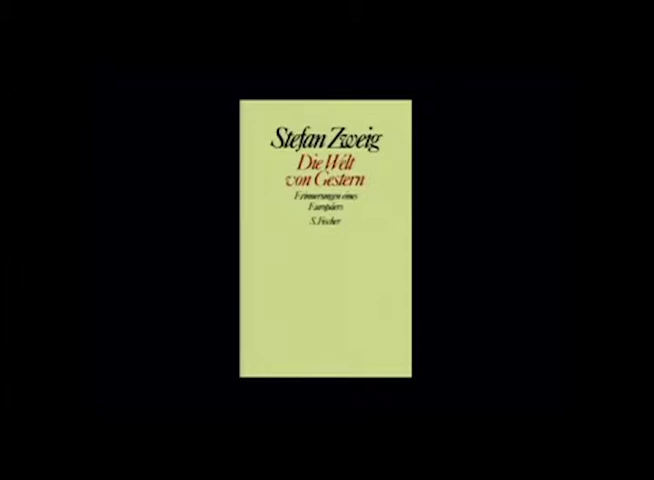 Stefan Zweig
Die Welt
von Gestern
Erinnerungen eines
Europäers
S. Fischer